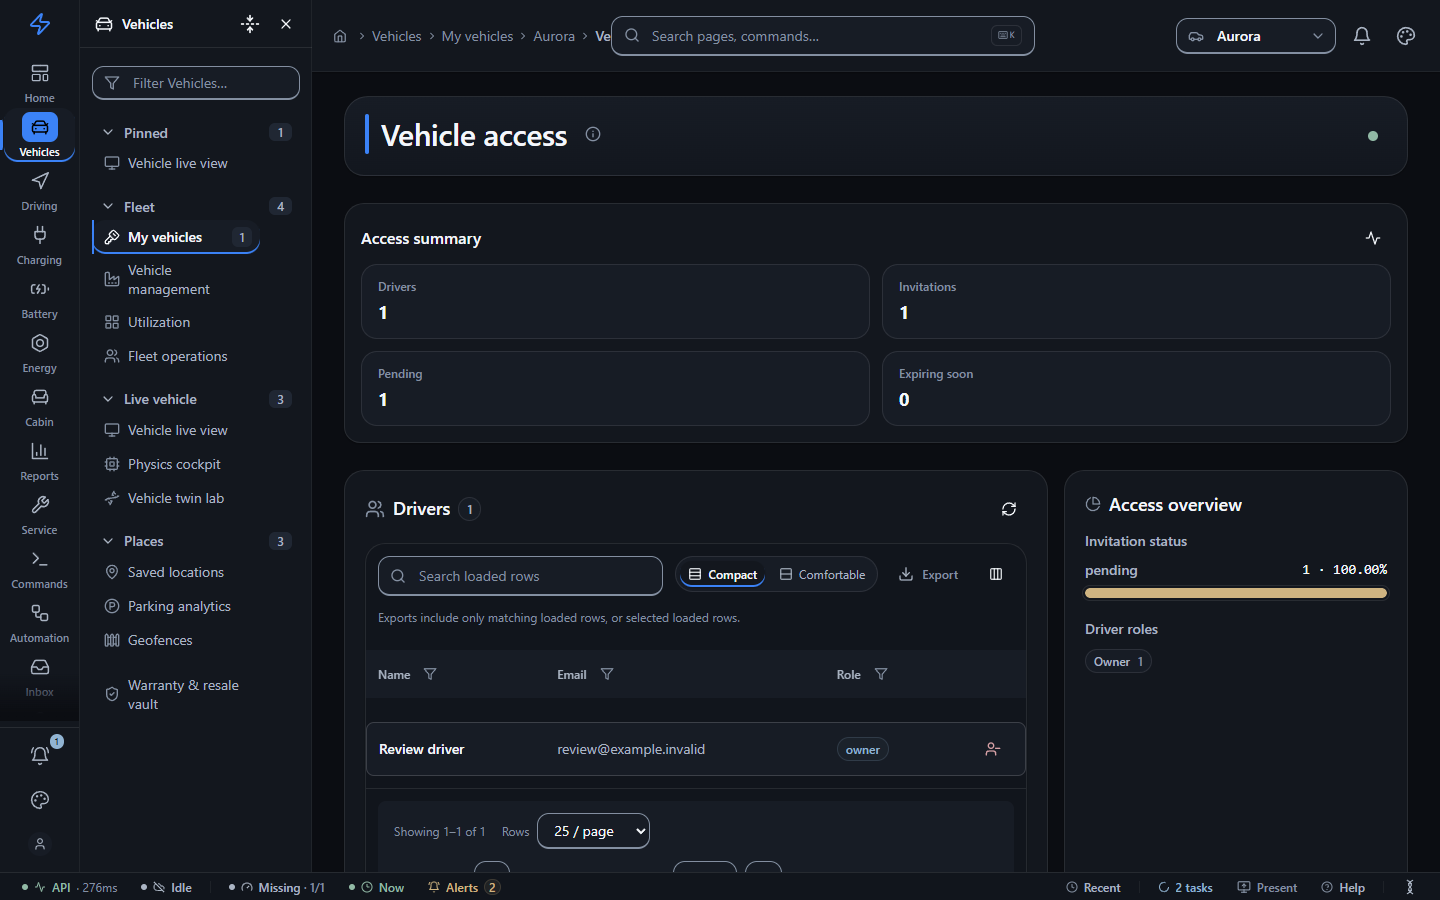 Home
Vehicles
Driving
Charging
Battery
Energy
Cabin
Reports
Service
Commands
Automation
Inbox
1
Vehicles
Filter Vehicles...
Pinned 1
Vehicle live view
Fleet 4
My vehicles 1
Vehicle management
Utilization
Fleet operations
Live vehicle 3
Vehicle live view
Physics cockpit
Vehicle twin lab
Places 3
Saved locations
Parking analytics
Geofences
Warranty & resale vault
Vehicles My vehicles Aurora Ve
Search pages, commands... K
Aurora
Vehicle access
Access summary
Drivers
1
Invitations
1
Pending
1
Expiring soon
0
Drivers 1
Search loaded rows
Compact Comfortable Export
Exports include only matching loaded rows, or selected loaded rows.
Name Email Role
Review driver review@example.invalid owner
Showing 1–1 of 1 Rows 25 / page
Access overview
Invitation status
pending 1 · 100.00%
Driver roles
Owner 1
API · 276ms Idle Missing · 1/1 Now Alerts 2 Recent 2 tasks Present Help